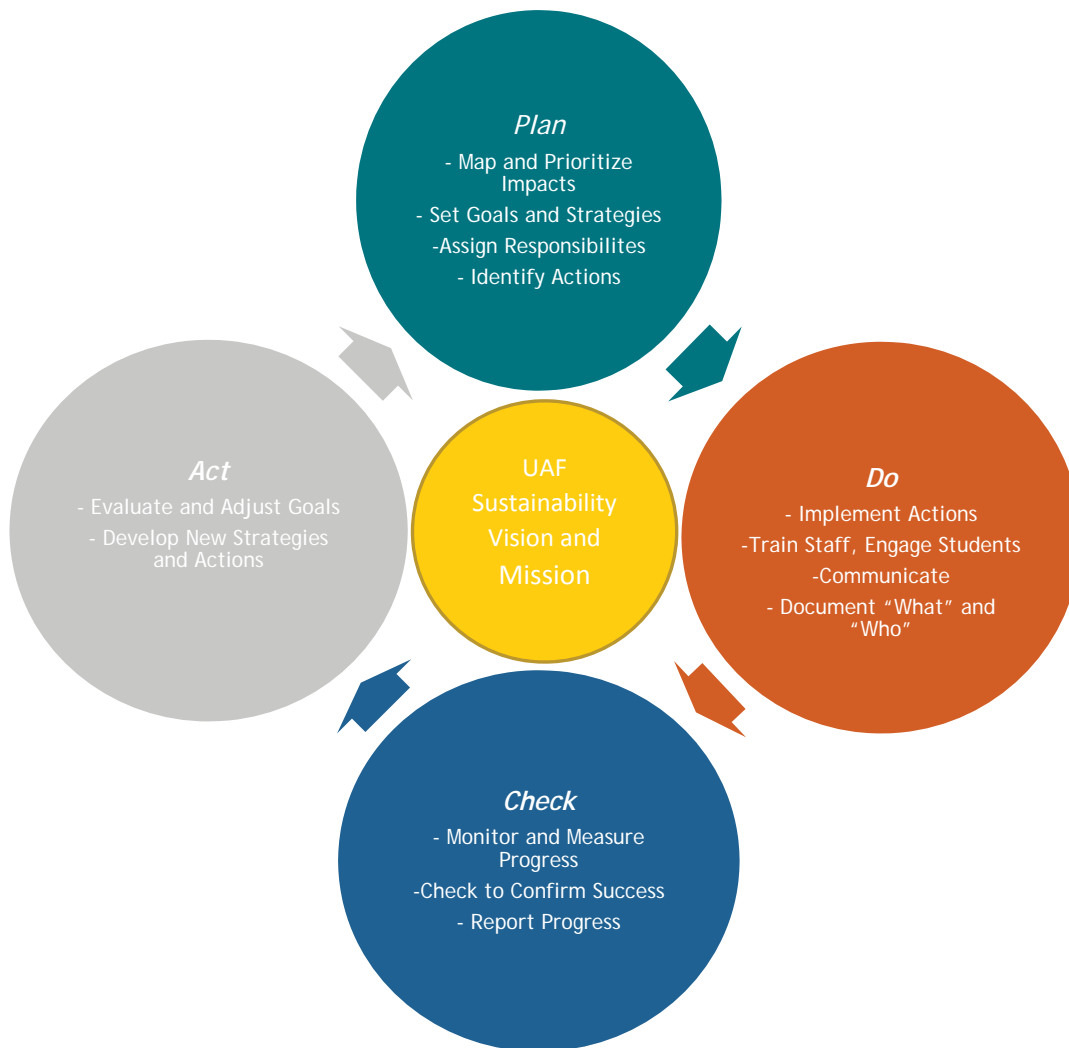 Plan
- Map and Prioritize
Impacts
- Set Goals and Strategies
-Assign Responsibilites
- Identify Actions
Act
- Evaluate and Adjust Goals
- Develop New Strategies
and Actions
UAF
Sustainability
Vision and
Mission
Do
- Implement Actions
-Train Staff, Engage Students
-Communicate
- Document “What” and
“Who”
Check
- Monitor and Measure
Progress
-Check to Confirm Success
- Report Progress